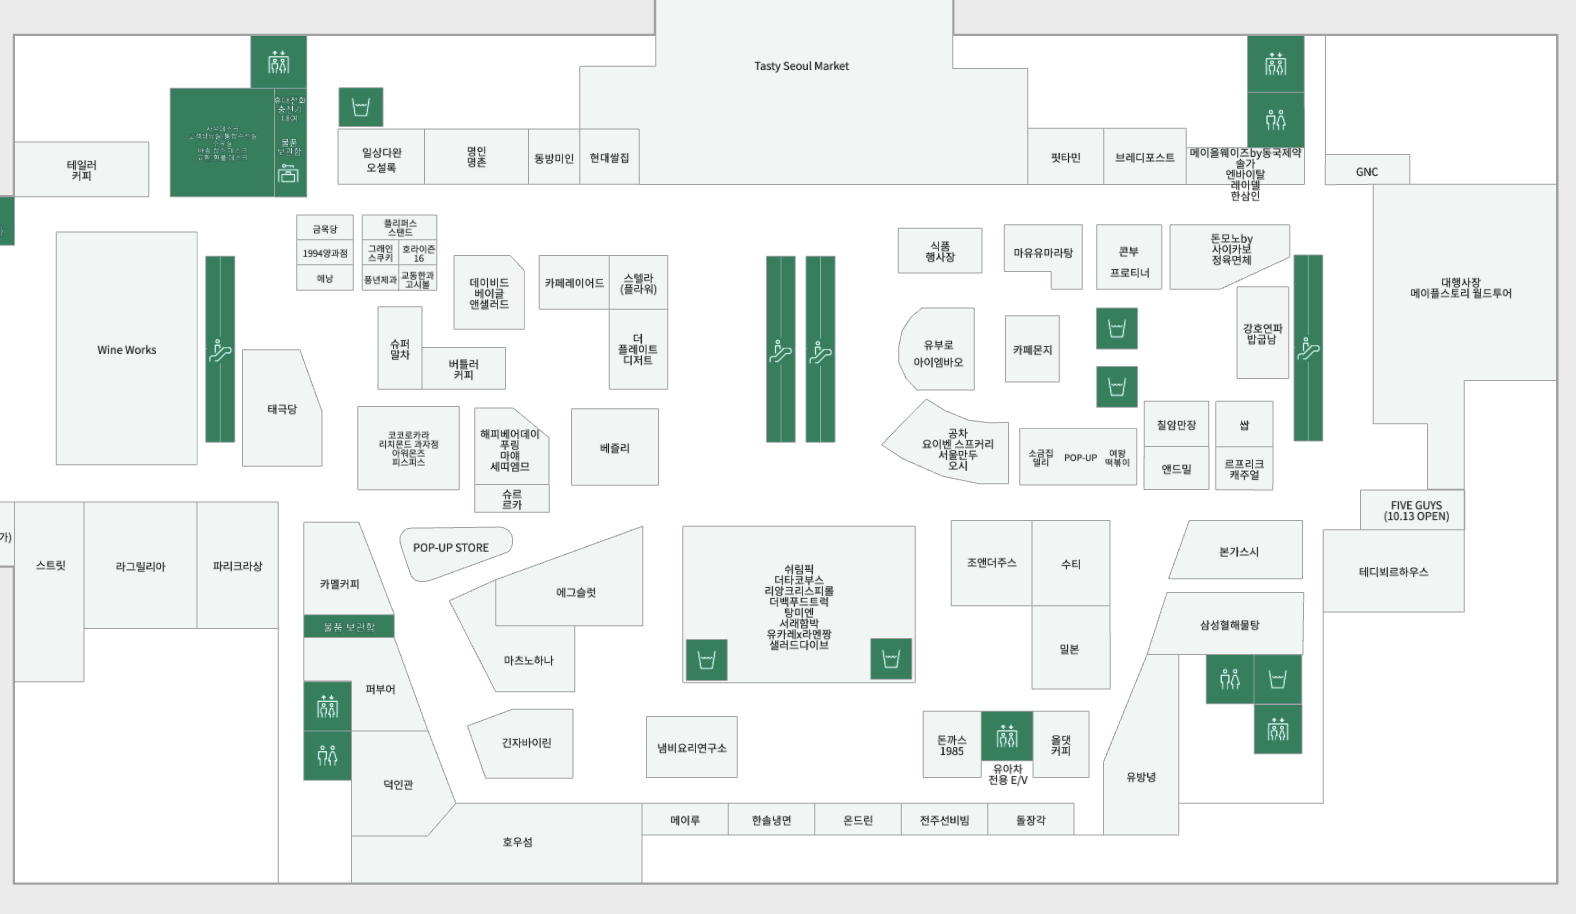 Tasty Seoul Market
휴대전화
충전기
대여
물품
보관함
테일러
커피
일상다완
오설록
명인
명촌
동방미인
현대쌀집
핏타민
브레디포스트
메이올웨이즈by동국제약
솔가
엔바이탈
레이델
한삼인
GNC
금옥당
1994양과점
예낭
플리퍼스
스탠드
그래인
스쿠키
호라이즌
16
풍년제과
교동한과
고시볼
데이비드
베이글
앤샐러드
카페레이어드
스텔라
(플라워)
더
플레이트
디저트
식품
행사장
마유유마라탕
콘부
프로티너
돈모노by
사이카보
정육면체
대행사장
메이플스토리 월드투어
Wine Works
슈퍼
말차
버틀러
커피
유부로
아이엠바오
카페몬지
강호연파
밥굽남
태극당
코코로카라
리치몬드 과자점
아워몬즈
피스피스
해피베어데이
푸링
마얘
세띠엠므
슈르
르카
베즐리
공차
요이벤 스프커리
서울만두
오시
소금집
델리
POP-UP
여왕
떡볶이
칠암만장
쌉
앤드밀
르프리크
캐주얼
FIVE GUYS
(10.13 OPEN)
가)
스트릿
라그릴리아
파리크라상
카멜커피
POP-UP STORE
에그슬럿
쉬림픽
더타코부스
리앙크리스피롤
더백푸드트럭
탕미엔
서래함박
유카레x라멘짱
샐러드다이브
조앤더주스
수티
본가스시
테디뵈르하우스
물품 보관함
마츠노하나
밀본
삼성혈해물탕
퍼부어
긴자바이린
냄비요리연구소
돈까스
1985
유아차
전용 E/V
올댓
커피
덕인관
유방녕
호우섬
메이루
한솔냉면
온드린
전주선비빔
돌장각